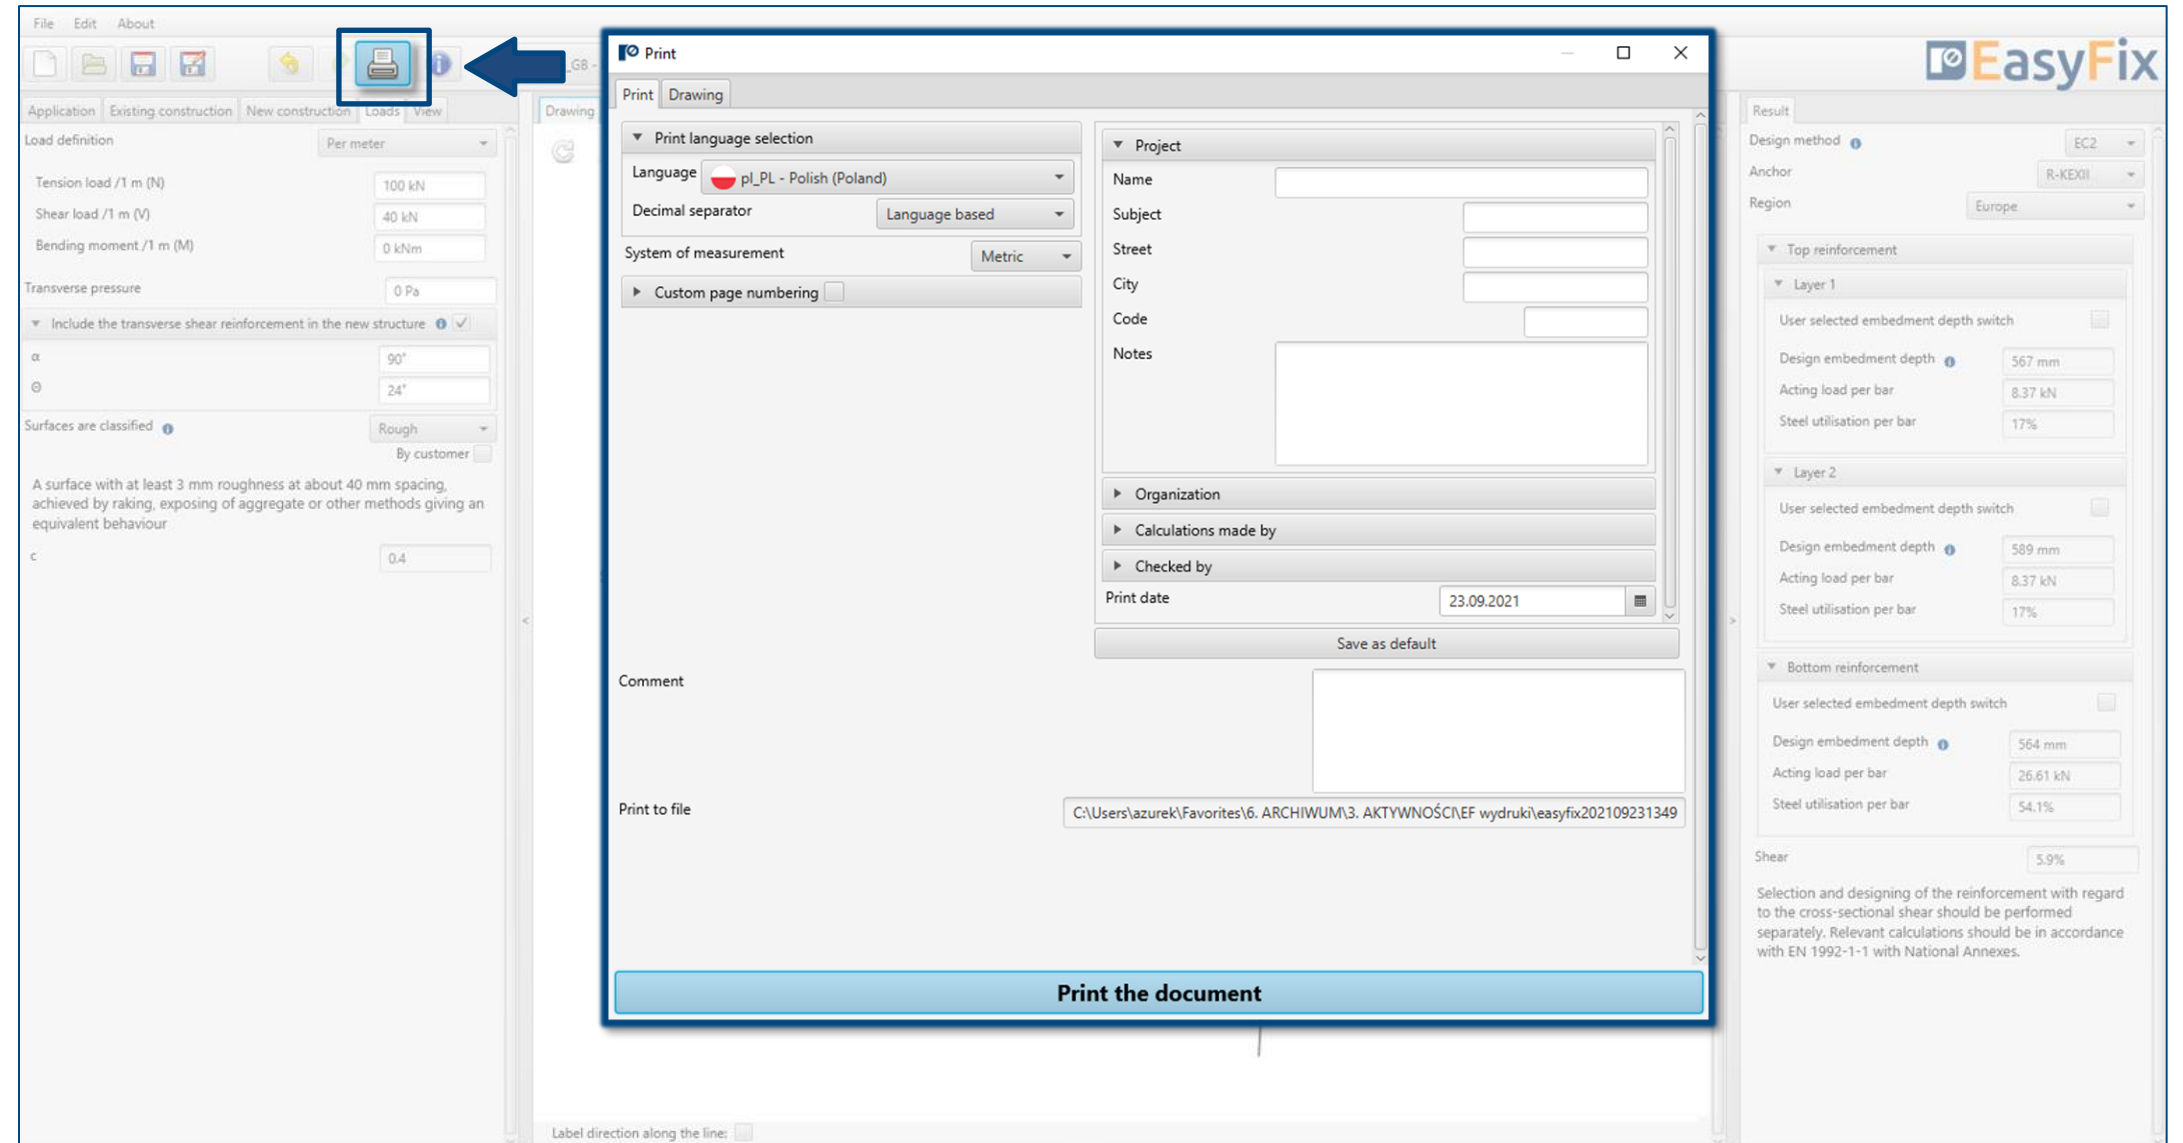 File Edit About
_GB -
EasyFix
Application Existing construction New construction Loads View
Load definition Per meter
Tension load /1 m (N) 100 kN
Shear load /1 m (V) 40 kN
Bending moment /1 m (M) 0 kNm
Transverse pressure 0 Pa
Include the transverse shear reinforcement in the new structure
α 90°
Θ 24°
Surfaces are classified Rough
By customer
A surface with at least 3 mm roughness at about 40 mm spacing,
achieved by raking, exposing of aggregate or other methods giving an
equivalent behaviour
c 0.4
Drawing
Label direction along the line:
Print
Print Drawing
Print language selection
Language pl_PL - Polish (Poland)
Decimal separator Language based
System of measurement Metric
Custom page numbering
Project
Name
Subject
Street
City
Code
Notes
Organization
Calculations made by
Checked by
Print date 23.09.2021
Save as default
Comment
Print to file C:\Users\azurek\Favorites\6. ARCHIWUM\3. AKTYWNOŚCI\EF wydruki\easyfix202109231349
Print the document
Result
Design method EC2
Anchor R-KEXII
Region Europe
Top reinforcement
Layer 1
User selected embedment depth switch
Design embedment depth 567 mm
Acting load per bar 8.37 kN
Steel utilisation per bar 17%
Layer 2
User selected embedment depth switch
Design embedment depth 589 mm
Acting load per bar 8.37 kN
Steel utilisation per bar 17%
Bottom reinforcement
User selected embedment depth switch
Design embedment depth 564 mm
Acting load per bar 26.61 kN
Steel utilisation per bar 54.1%
Shear 5.9%
Selection and designing of the reinforcement with regard
to the cross-sectional shear should be performed
separately. Relevant calculations should be in accordance
with EN 1992-1-1 with National Annexes.